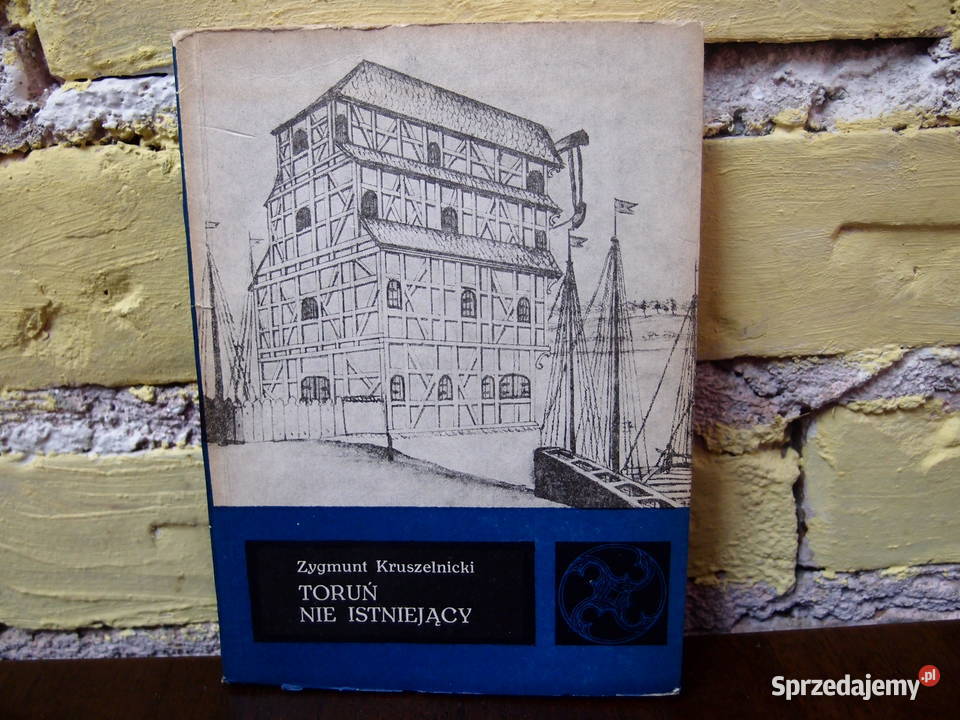 Zygmunt Kruszelnicki
TORUŃ
NIE ISTNIEJĄCY
Sprzedajemy.pl